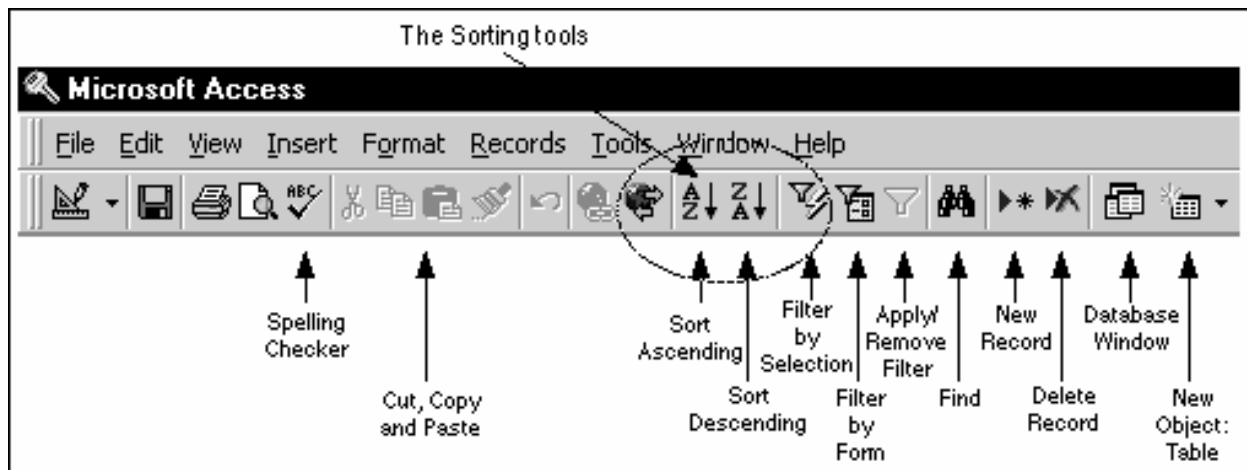 The Sorting tools
Microsoft Access
File Edit View Insert Format Records Tools Window Help
ABC
A
Z
Z
A
Spelling
Checker
Cut, Copy
and Paste
Sort
Ascending
Sort
Descending
Filter
by
Selection
Filter
by
Form
Apply/
Remove
Filter
Find
New
Record
Delete
Record
Database
Window
New
Object:
Table